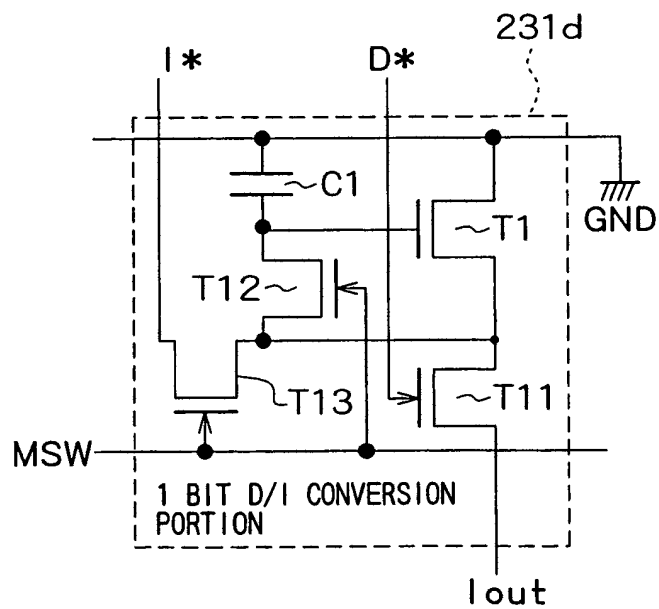 231d
I*
D*
C1
T1
GND
T12
T13
T11
MSW
1 BIT D/I CONVERSION
PORTION
Iout